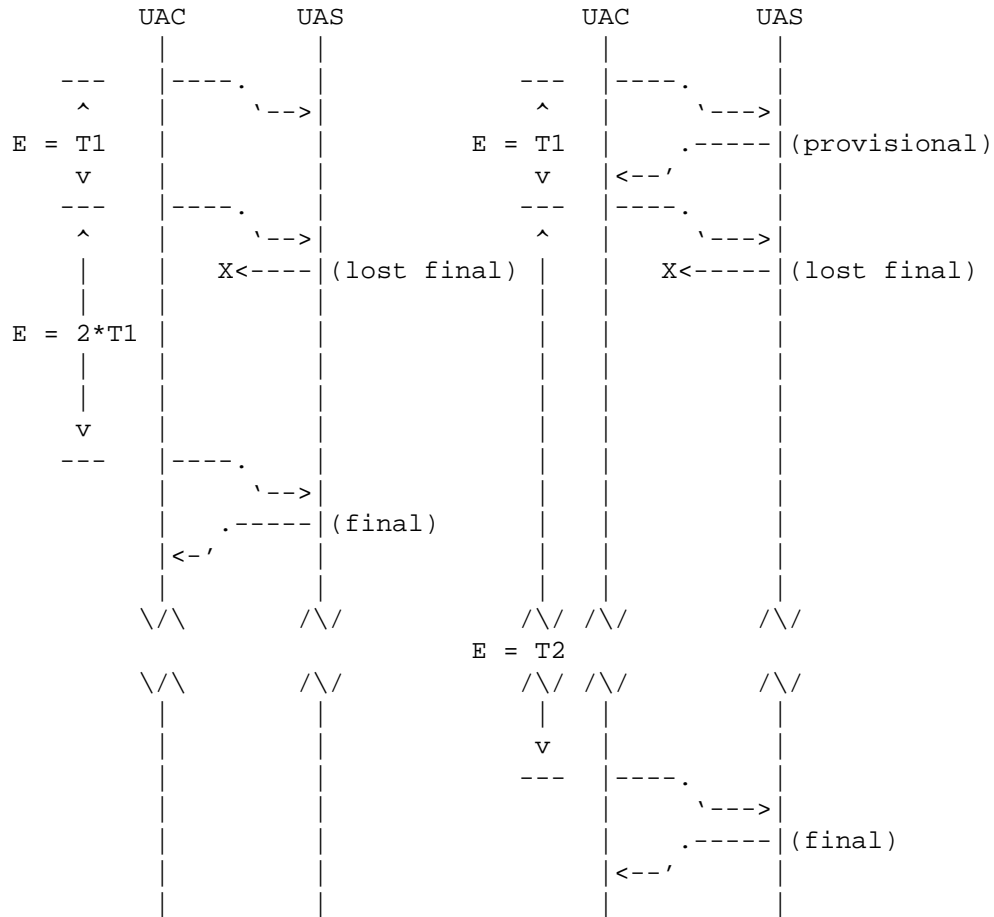 UAC       UAS                         UAC        UAS
         |         |                           |          |
   ---   |----.    |                     ---   |----.     |
    ^         `-->|                      ^          `--->|
E = T1   |         |                  E = T1   |    .-----|(provisional)
    v    |         |                      v    |<--'      |
   ---   |----.    |                     ---   |----.     |
    ^         `-->|                      ^          `--->|
    |    |   X<----|(lost final)          |    |   X<-----|(lost final)
    |    |         |                      |    |          |
E = 2*T1 |         |                      |    |          |
    |    |         |                      |    |          |
    |    |         |                      |    |          |
    v    |         |                      |    |          |
   ---   |----.    |                      |    |          |
         |    `-->|                      |    |          |
         |   .-----|(final)               |    |          |
         |<-'      |                      |    |          |
         |         |                      |    |          |
        \/\       /\/                    /\/  /\/        /\/
                                      E = T2
        \/\       /\/                    /\/  /\/        /\/
         |         |                      |    |          |
         |         |                      v    |          |
         |         |                     ---   |----.     |
         |         |                           |    `--->|
         |         |                           |    .-----|(final)
         |         |                           |<--'      |
         |         |                           |          |